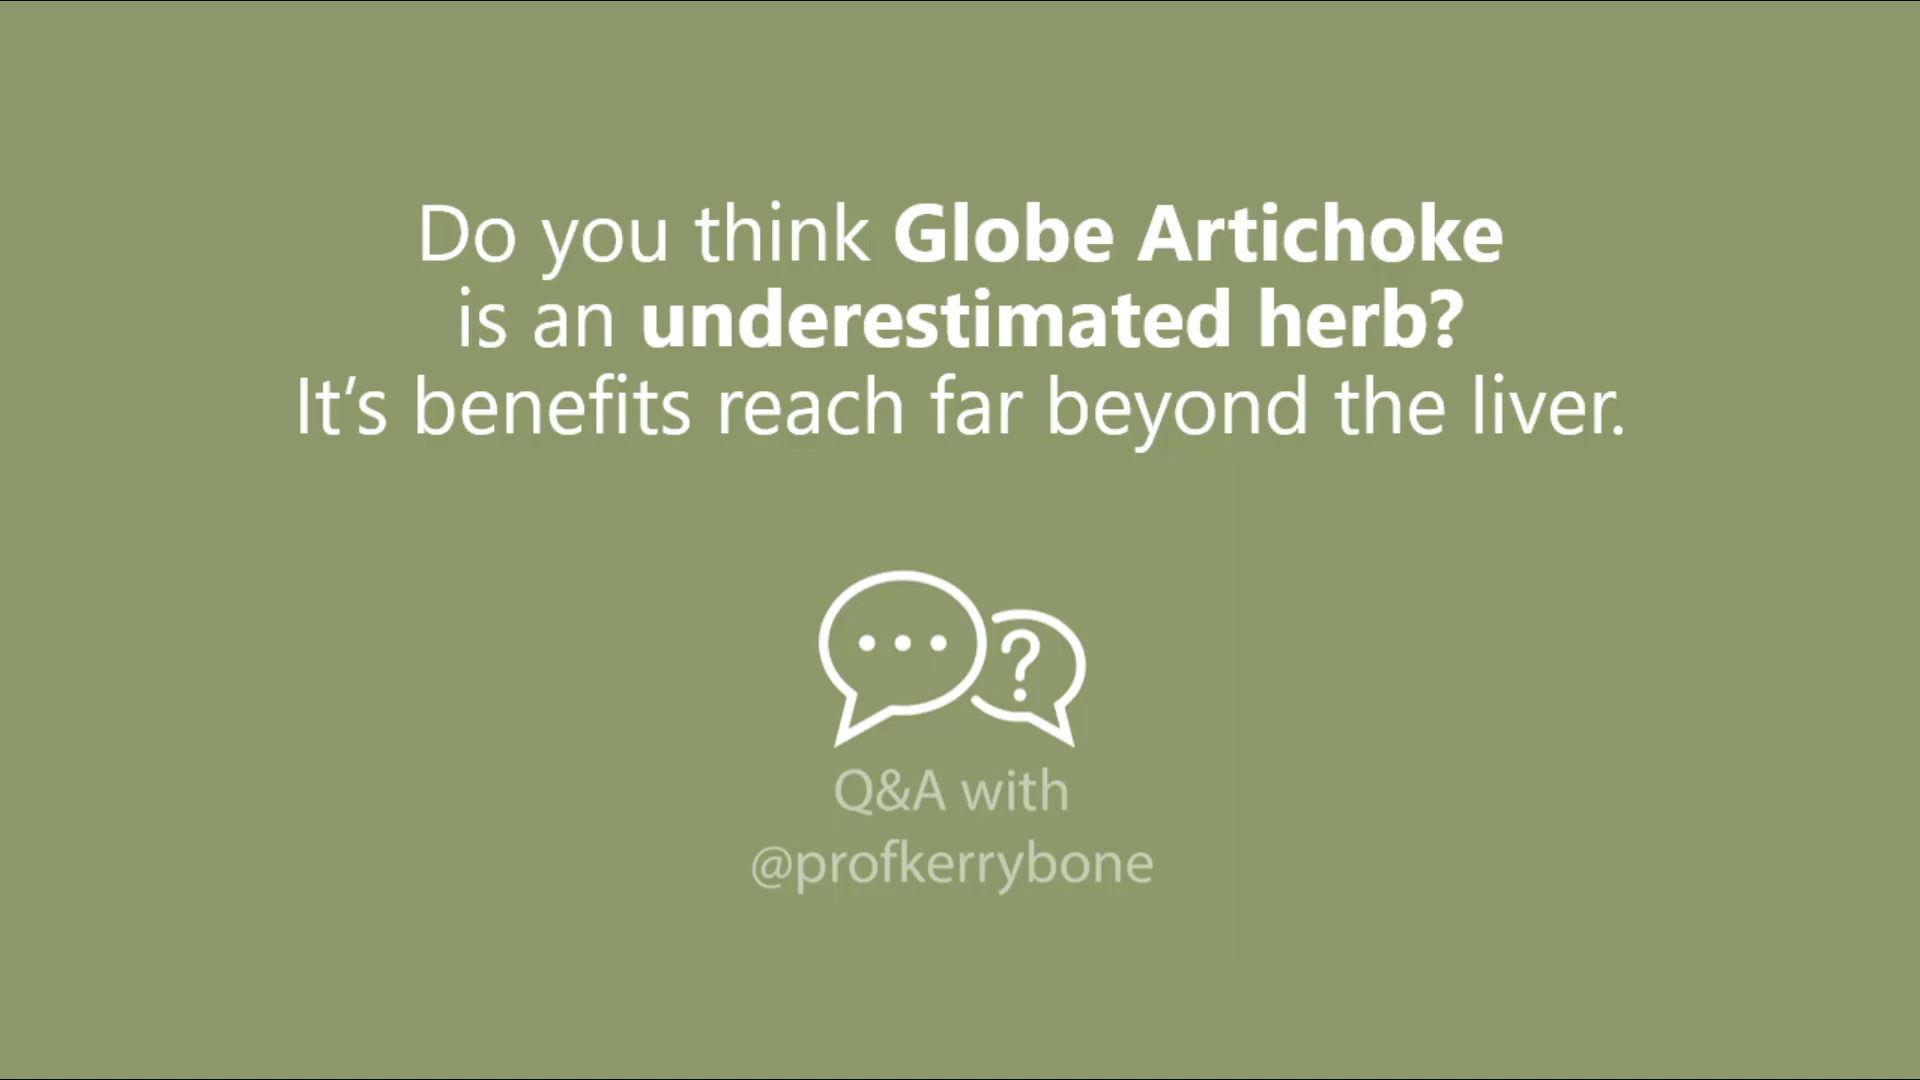 Do you think Globe Artichoke
is an underestimated herb?
It’s benefits reach far beyond the liver.
?
Q&A with
@profkerrybone